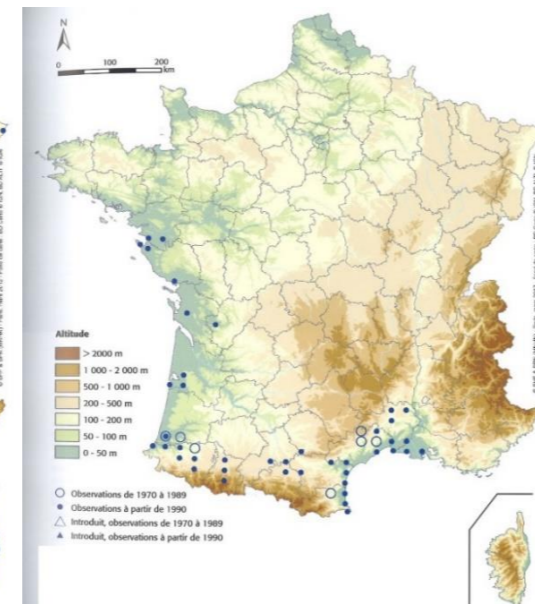 N
0 100 200
km
Altitude
> 2000 m
1 000 - 2 000 m
500 - 1 000 m
200 - 500 m
100 - 200 m
50 - 100 m
0 - 50 m
Observations de 1970 à 1989
Observations à partir de 1990
Introduit, observations de 1970 à 1989
Introduit, observations à partir de 1990